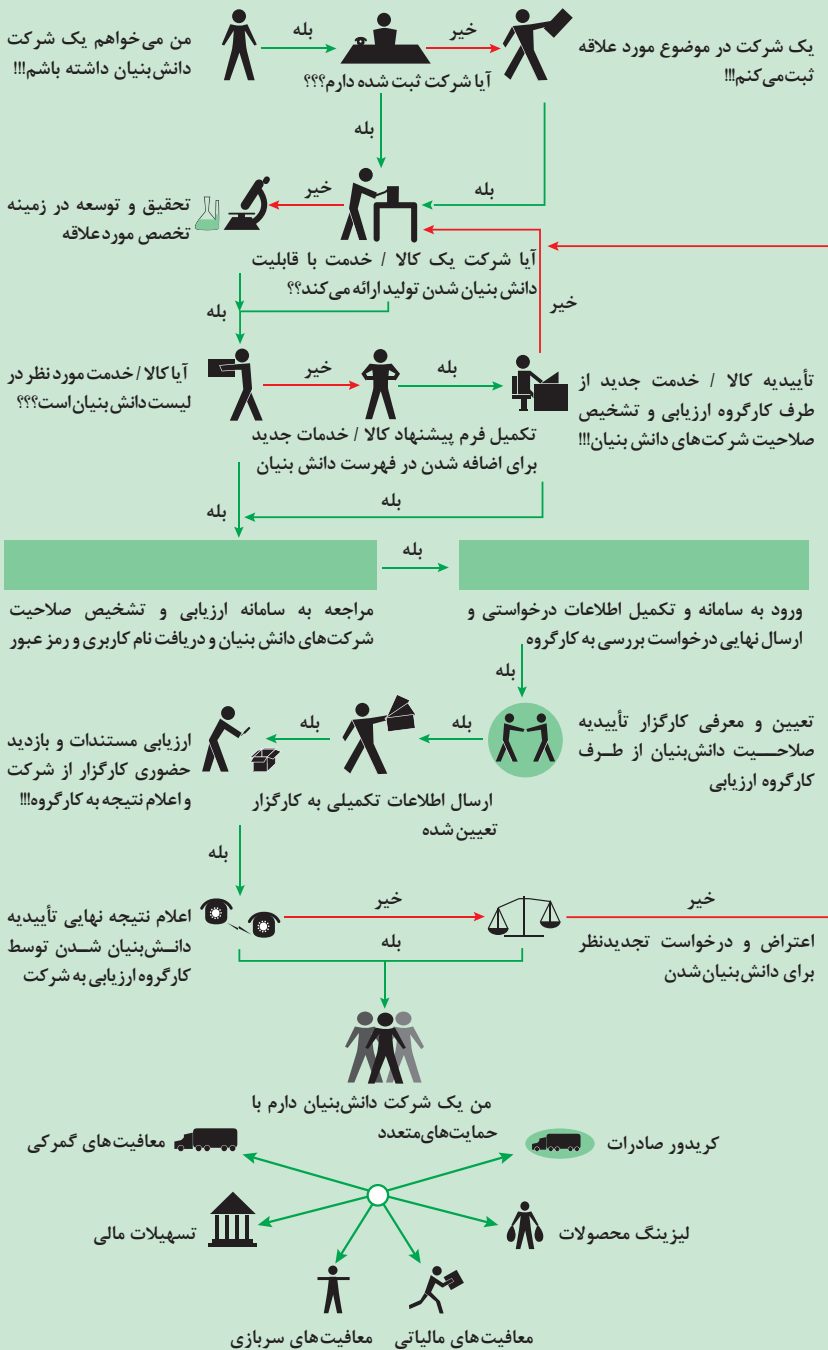 من می‌خواهم یک شرکت
دانش‌بنیان داشته باشم!!!
بله
آیا شرکت ثبت شده دارم؟؟؟
خیر
یک شرکت در موضوع مورد علاقه
ثبت‌می‌کنم!!!
بله
بله
آیا شرکت یک کالا / خدمت با قابلیت
دانش‌بنیان شدن تولید ارائه می‌کند؟؟
خیر
تحقیق و توسعه در زمینه
تخصص موردعلاقه
خیر
بله
آیا کالا / خدمت مورد نظر در
لیست دانش‌بنیان است؟؟؟
خیر
تکمیل فرم پیشنهاد کالا / خدمات جدید
برای اضافه شدن در فهرست دانش بنیان
بله
تأییدیه کالا / خدمت جدید از
طرف کارگروه ارزیابی و تشخیص
صلاحیت شرکت‌های دانش بنیان!!!
بله
بله
مراجعه به سامانه ارزیابی و تشخیص صلاحیت
شرکت‌های دانش بنیان و دریافت نام کاربری و رمز عبور
بله
ورود به سامانه و تکمیل اطلاعات درخواستی و
ارسال نهایی درخواست بررسی به کارگروه
بله
تعیین و معرفی کارگزار تأییدیه
صلاحـــیت دانش‌بنیان از طــرف
کارگروه ارزیابی
بله
ارسال اطلاعات تکمیلی به کارگزار
تعیین شده
بله
ارزیابی مستندات و بازدید
حضوری کارگزار از شرکت
و اعلام نتیجه به کارگروه!!!
بله
اعلام نتیجه نهایی تأییدیه
دانــش‌بنیان شــدن توسط
کارگروه ارزیابی به شرکت
خیر
بله
اعتراض و درخواست تجدیدنظر
برای دانش‌بنیان‌شدن
خیر
من یک شرکت دانش‌بنیان دارم با
حمایت‌های‌متعدد
کریدور صادرات
معافیت‌های گمرکی
لیزینگ محصولات
تسهیلات مالی
معافیت‌های مالیاتی
معافیت‌های سربازی